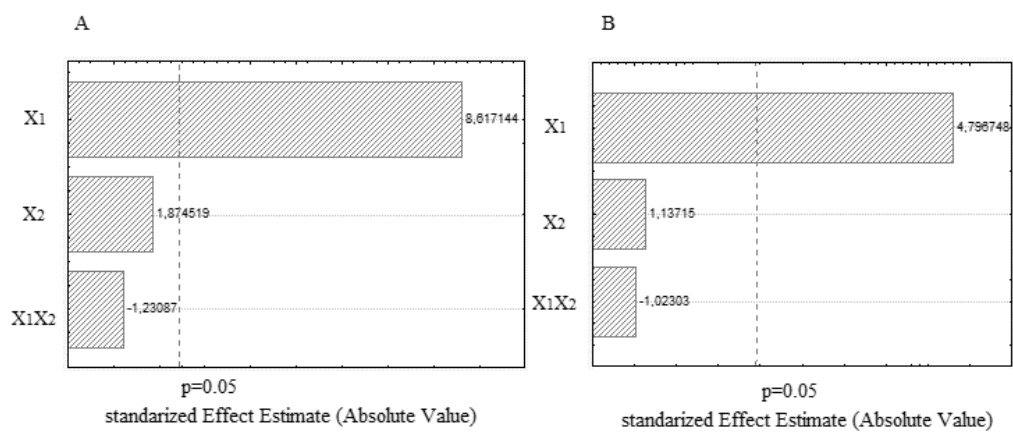 A
X1
8,617144
X2
1,874519
X1X2
-1,23087
p=0.05
standarized Effect Estimate (Absolute Value)
B
X1
4,796748
X2
1,13715
X1X2
-1,02303
p=0.05
standarized Effect Estimate (Absolute Value)